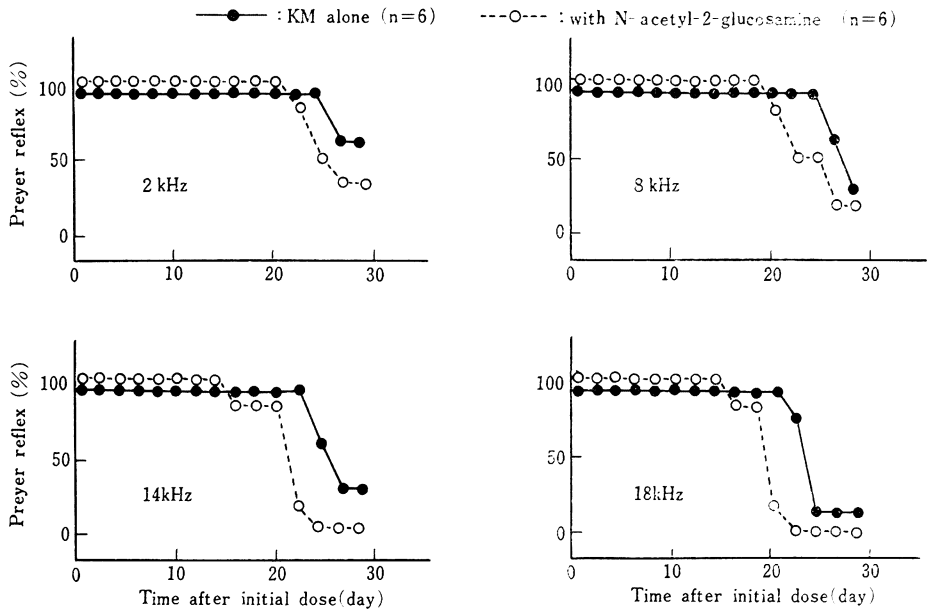 : KM alone (n=6) : with N-acetyl-2-glucosamine (n=6)
Preyer reflex (%)
100
50
0
2 kHz
0 10 20 30
100
50
0
8 kHz
0 10 20 30
Preyer reflex (%)
100
50
0
14kHz
0 10 20 30
Time after initial dose(day)
100
50
0
18kHz
0 10 20 30
Time after initial dose(day)